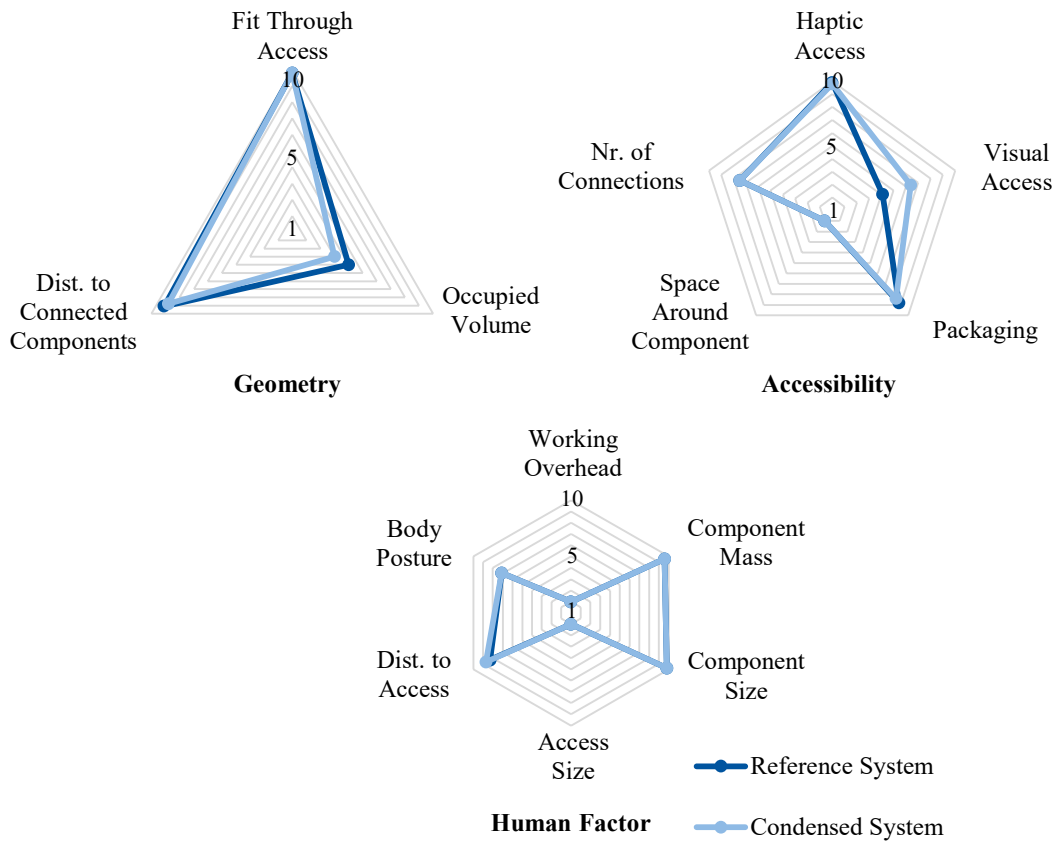 Fit Through
Access
10
5
1
Dist. to
Connected
Components
Occupied
Volume
Geometry
Haptic
Access
10
5
1
Nr. of
Connections
Visual
Access
Space
Around
Component
Packaging
Accessibility
Working
Overhead
10
5
1
Body
Posture
Component
Mass
Dist. to
Access
Component
Size
Access
Size
Human Factor
Reference System
Condensed System